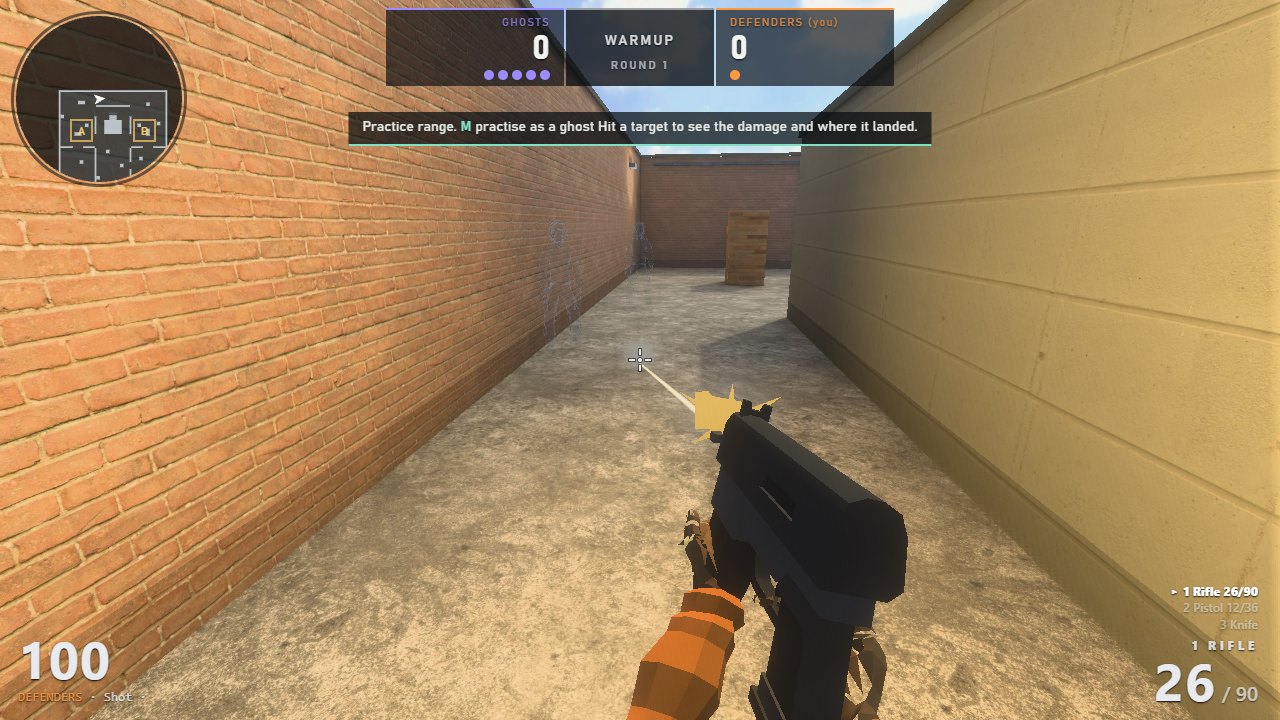 GHOSTS
0
WARMUP
ROUND 1
DEFENDERS (you)
0
Practice range. M practise as a ghost Hit a target to see the damage and where it landed.
A
B
1 Rifle 26/90
2 Pistol 12/36
3 Knife
1 RIFLE
26 / 90
100
DEFENDERS · Shot